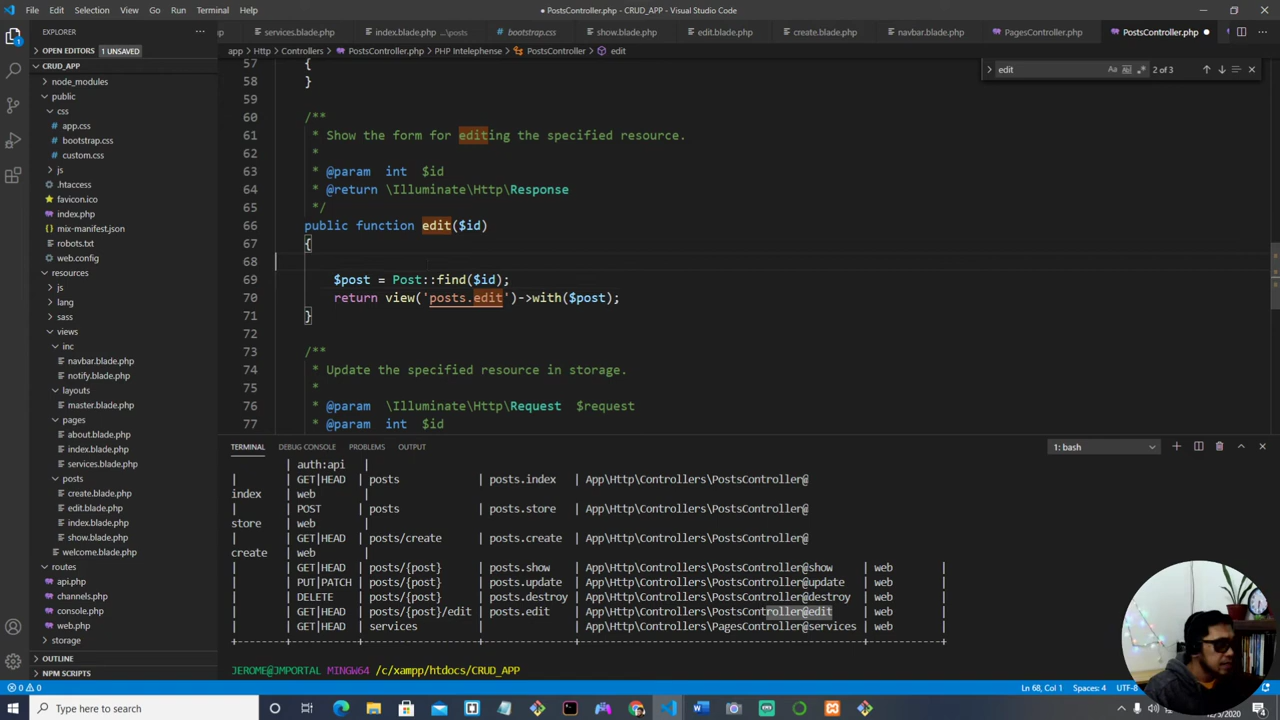 File Edit Selection View Go Run Terminal Help
● PostsController.php - CRUD_APP - Visual Studio Code
EXPLORER
services.blade.php
index.blade.php ...\posts
bootstrap.css
show.blade.php
edit.blade.php
create.blade.php
navbar.blade.php
PagesController.php
PostsController.php
OPEN EDITORS 1 UNSAVED
CRUD_APP
node_modules
public
css
app.css
bootstrap.css
custom.css
js
.htaccess
favicon.ico
index.php
mix-manifest.json
robots.txt
web.config
resources
js
lang
sass
views
inc
navbar.blade.php
notify.blade.php
layouts
master.blade.php
pages
about.blade.php
index.blade.php
services.blade.php
posts
create.blade.php
edit.blade.php
index.blade.php
show.blade.php
welcome.blade.php
routes
api.php
channels.php
console.php
web.php
storage
OUTLINE
NPM SCRIPTS
app > Http > Controllers > PostsController.php > PHP Intelephense > PostsController > edit
edit Aa 2 of 3
57 {
58 }
59
60 /**
61 * Show the form for editing the specified resource.
62 *
63 * @param int $id
64 * @return \Illuminate\Http\Response
65 */
66 public function edit($id)
67 {
68
69 $post = Post::find($id);
70 return view('posts.edit')->with($post);
71 }
72
73 /**
74 * Update the specified resource in storage.
75 *
76 * @param \Illuminate\Http\Request $request
77 * @param int $id
TERMINAL DEBUG CONSOLE PROBLEMS OUTPUT 1: bash
| auth:api |
| | GET|HEAD | posts | posts.index | App\Http\Controllers\PostsController@
index | web |
| | POST | posts | posts.store | App\Http\Controllers\PostsController@
store | web |
| | GET|HEAD | posts/create | posts.create | App\Http\Controllers\PostsController@
create | web |
| | GET|HEAD | posts/{post} | posts.show | App\Http\Controllers\PostsController@show | web |
| | PUT|PATCH | posts/{post} | posts.update | App\Http\Controllers\PostsController@update | web |
| | DELETE | posts/{post} | posts.destroy | App\Http\Controllers\PostsController@destroy | web |
| | GET|HEAD | posts/{post}/edit | posts.edit | App\Http\Controllers\PostsController@edit | web |
| | GET|HEAD | services | | App\Http\Controllers\PagesController@services | web |
JEROME@JMPORTAL MINGW64 /c/xampp/htdocs/CRUD_APP
0 0 Ln 68, Col 1 Spaces: 4 UTF-8
Type here to search